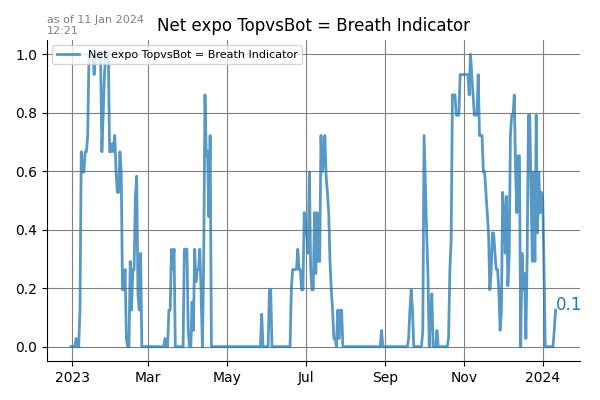 as of 11 Jan 2024
12:21
Net expo TopvsBot = Breath Indicator
Net expo TopvsBot = Breath Indicator
1.0
0.8
0.6
0.4
0.2
0.0
0.1
2023 Mar May Jul Sep Nov 2024